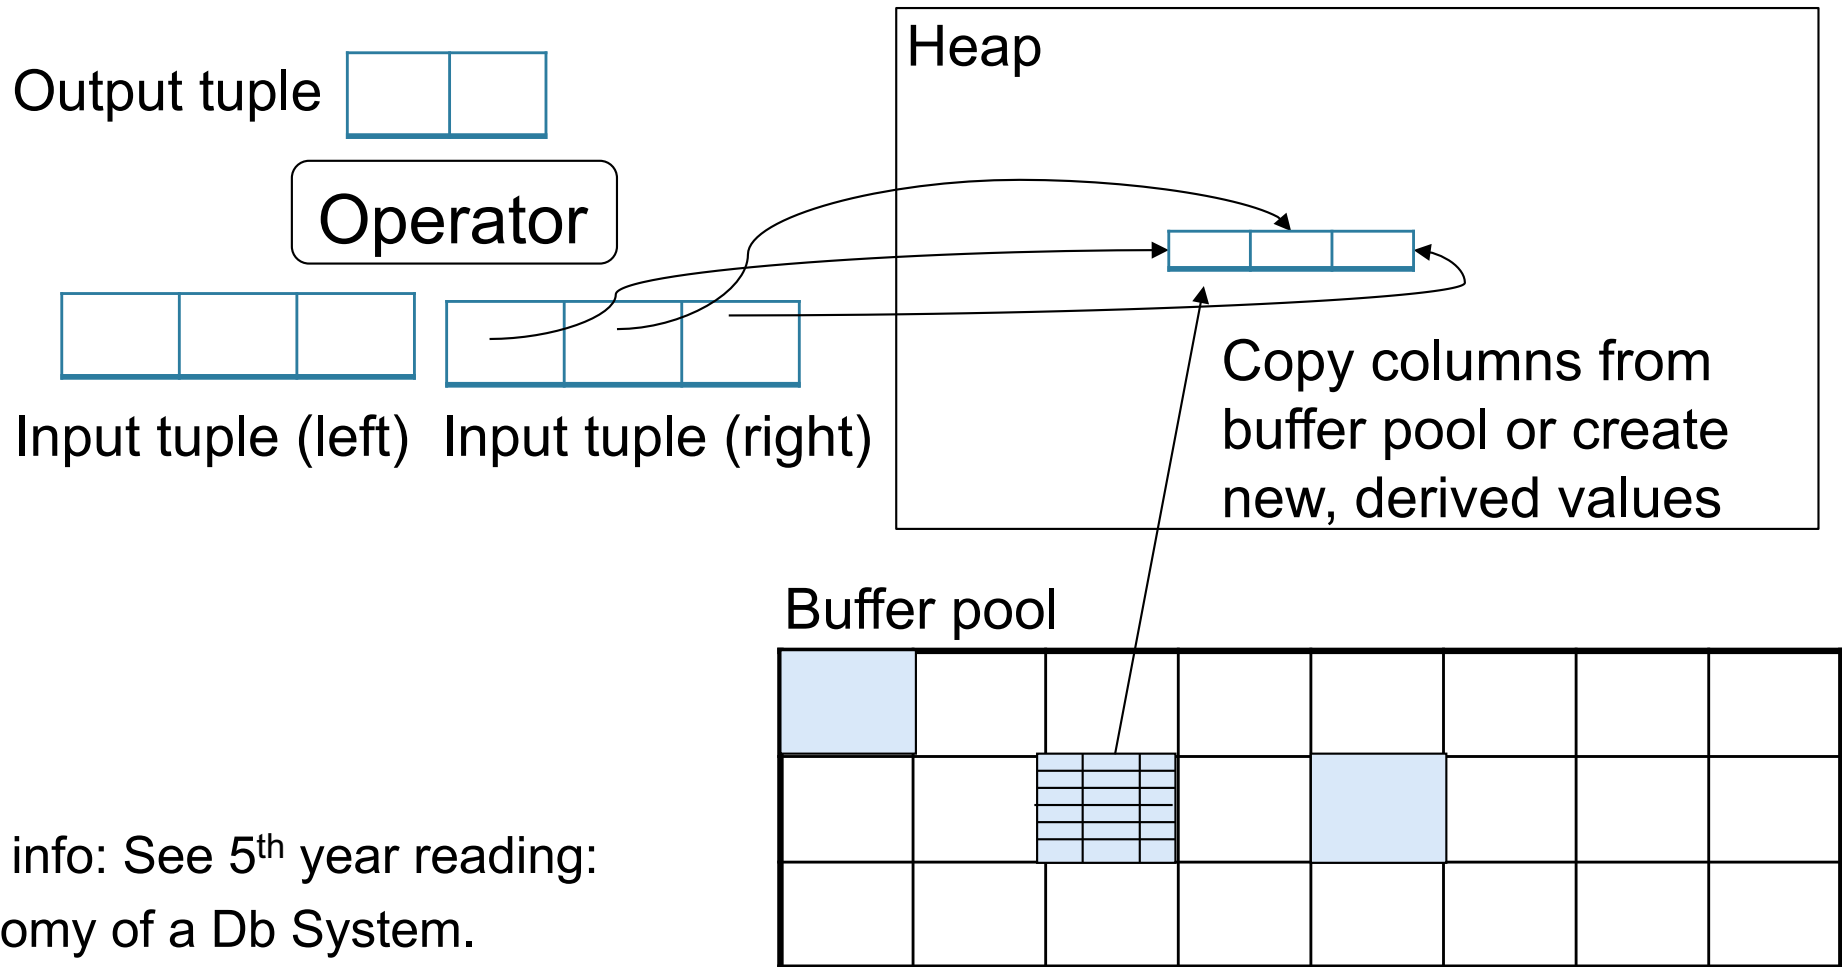 Heap
Output tuple
Operator
Input tuple (left)
Input tuple (right)
Copy columns from
buffer pool or create
new, derived values
Buffer pool
info: See 5th year reading:
omy of a Db System.